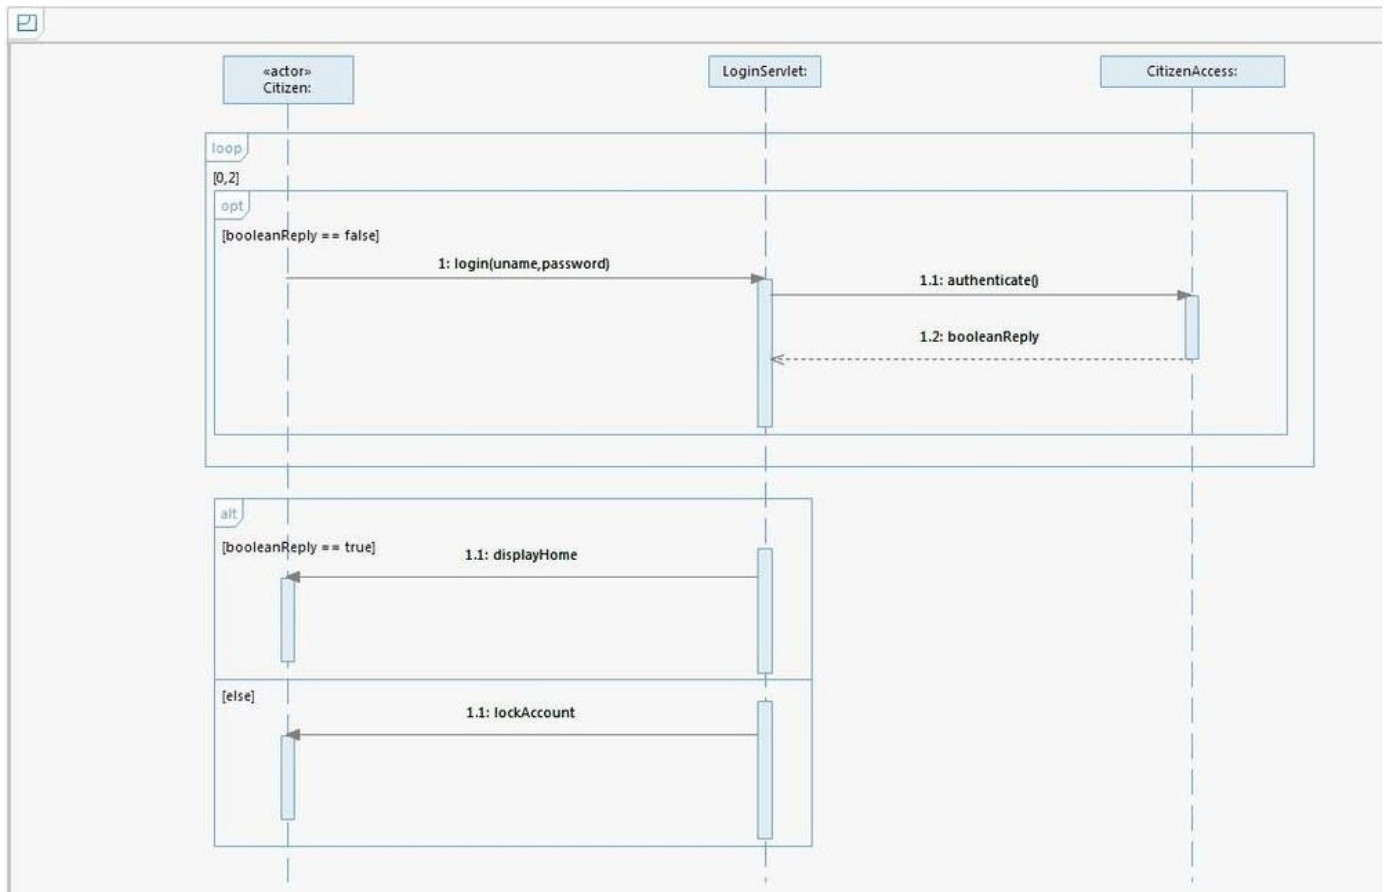 «actor»
Citizen:
LoginServlet:
CitizenAccess:
loop
[0,2]
opt
[booleanReply == false]
1: login(uname,password)
1.1: authenticate()
1.2: booleanReply
alt
[booleanReply == true]
1.1: displayHome
[else]
1.1: lockAccount